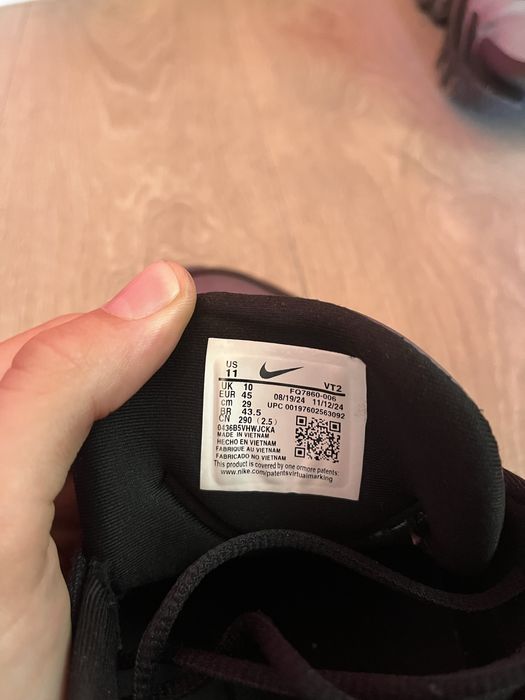 US
11
VT2
UK 10
FQ7860-006
EUR 45
08/19/24 11/12/24
cm 29
UPC 00197602563092
BR 43.5
CN 290 (2.5)
0436B5VHWJCKA
MADE IN VIETNAM
HECHO EN VIETNAM
FABRIQUE AU VIETNAM
FABRICADO NO VIETNAM
This product is covered by one ormore patents:
www.nike.com/patentsvirtualmarking